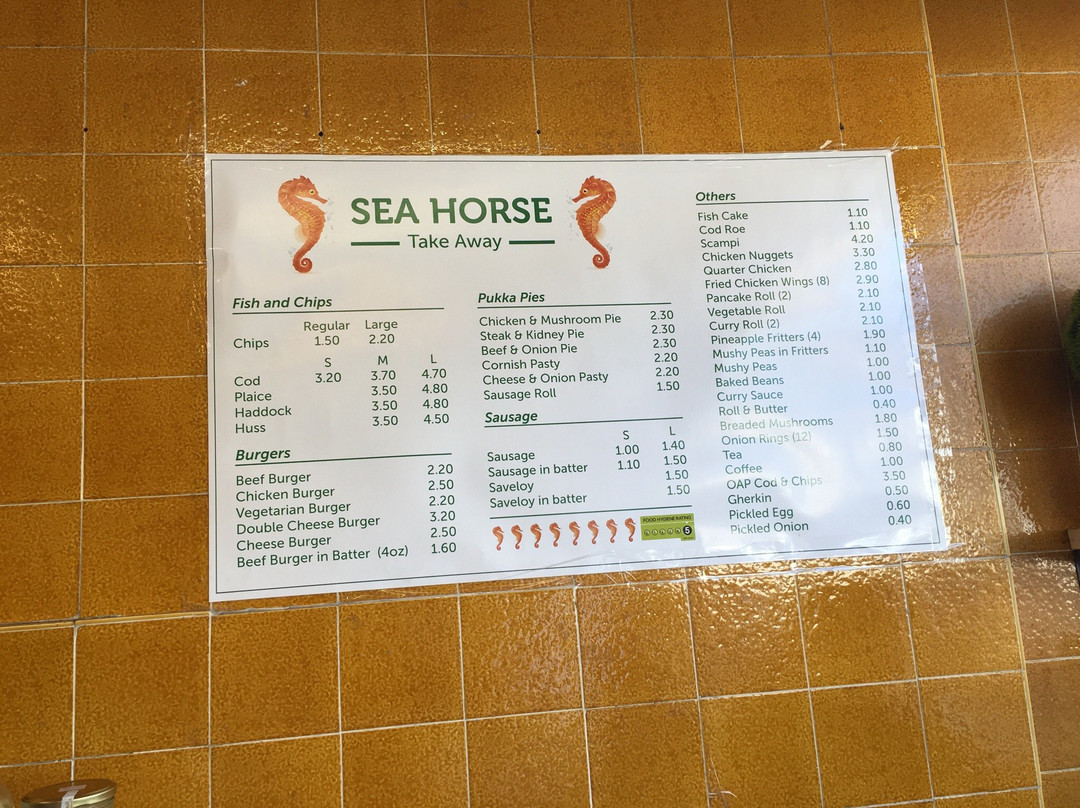 SEA HORSE
Take Away
Fish and Chips
Regular Large
Chips 1.50 2.20
S M L
Cod 3.20 3.70 4.70
Plaice 3.50 4.80
Haddock 3.50 4.80
Huss 3.50 4.50
Burgers
Beef Burger 2.20
Chicken Burger 2.50
Vegetarian Burger 2.20
Double Cheese Burger 3.20
Cheese Burger 2.50
Beef Burger in Batter (4oz) 1.60
Pukka Pies
Chicken & Mushroom Pie 2.30
Steak & Kidney Pie 2.30
Beef & Onion Pie 2.30
Cornish Pasty 2.20
Cheese & Onion Pasty 2.20
Sausage Roll 1.50
Sausage
S L
Sausage 1.00 1.40
Sausage in batter 1.10 1.50
Saveloy 1.50
Saveloy in batter 1.50
FOOD HYGIENE RATING
5
Others
Fish Cake 1.10
Cod Roe 1.10
Scampi 4.20
Chicken Nuggets 3.30
Quarter Chicken 2.80
Fried Chicken Wings (8) 2.90
Pancake Roll (2) 2.10
Vegetable Roll 2.10
Curry Roll (2) 2.10
Pineapple Fritters (4) 1.90
Mushy Peas in Fritters 1.10
Mushy Peas 1.00
Baked Beans 1.00
Curry Sauce 1.00
Roll & Butter 0.40
Breaded Mushrooms 1.80
Onion Rings (12) 1.50
Tea 0.80
Coffee 1.00
OAP Cod & Chips 3.50
Gherkin 0.50
Pickled Egg 0.60
Pickled Onion 0.40